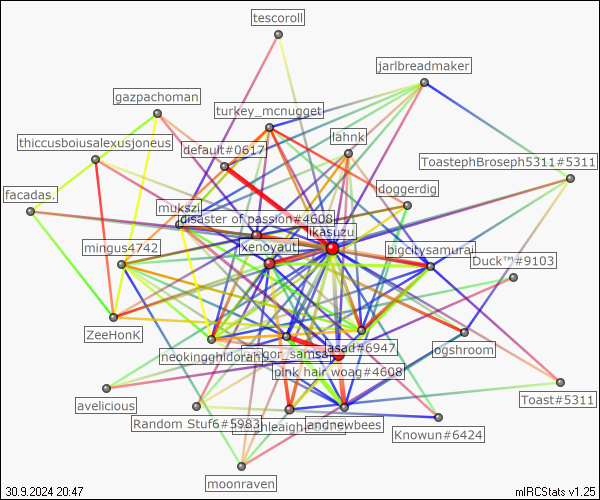 tescoroll
jarlbreadmaker
gazpachoman
turkey_mcnugget
lahnk
thiccusboiusalexusjoneus
default#0617
ToastephBroseph5311#5311
facadas.
doggerdig
mukszi
disaster of passion#4608
likasuzu
mingus4742
xenoyaut
bigcitysamurai
Duck™#9103
ZeeHonK
jasad#6947
ogshroom
neokingghidorah
gor_samsa
pink hair woag#4608
avelicious
Toast#5311
Random Stuf6#5983
andnewbees
Knowun#6424
moonraven
30.9.2024 20:47
mIRCStats v1.25